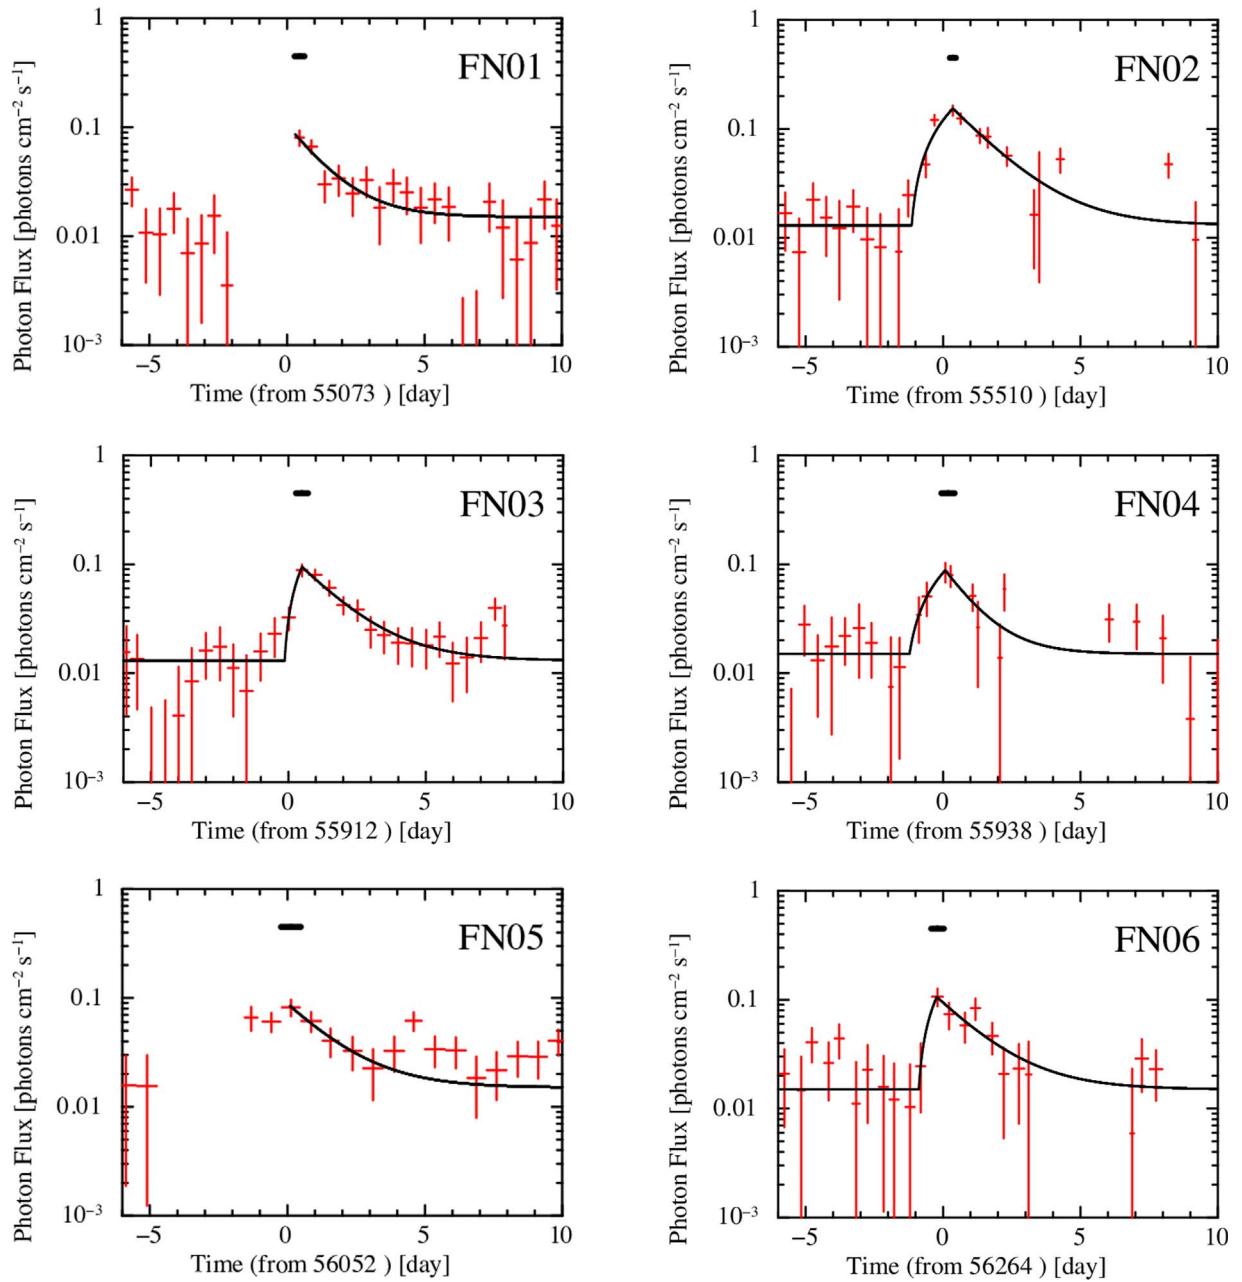 1
FN01
0.1
0.01
10⁻³
−5 0 5 10
Photon Flux [photons cm⁻² s⁻¹]
Time (from 55073 ) [day]
1
FN02
0.1
0.01
10⁻³
−5 0 5 10
Photon Flux [photons cm⁻² s⁻¹]
Time (from 55510 ) [day]
1
FN03
0.1
0.01
10⁻³
−5 0 5 10
Photon Flux [photons cm⁻² s⁻¹]
Time (from 55912 ) [day]
1
FN04
0.1
0.01
10⁻³
−5 0 5 10
Photon Flux [photons cm⁻² s⁻¹]
Time (from 55938 ) [day]
1
FN05
0.1
0.01
10⁻³
−5 0 5 10
Photon Flux [photons cm⁻² s⁻¹]
Time (from 56052 ) [day]
1
FN06
0.1
0.01
10⁻³
−5 0 5 10
Photon Flux [photons cm⁻² s⁻¹]
Time (from 56264 ) [day]